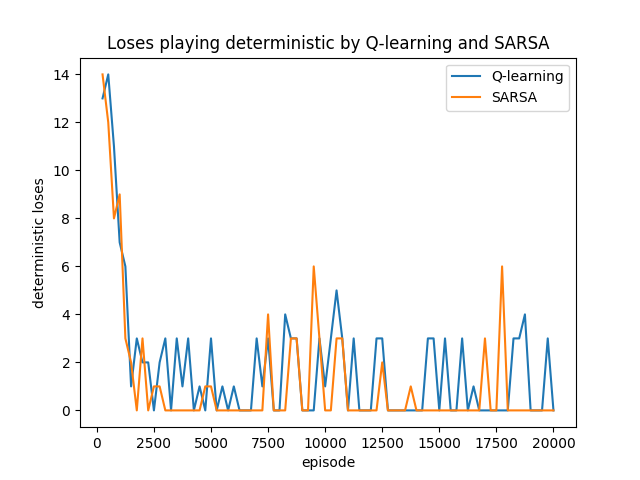 Loses playing deterministic by Q-learning and SARSA
Q-learning
SARSA
14
12
10
8
6
4
2
0
deterministic loses
0 2500 5000 7500 10000 12500 15000 17500 20000
episode